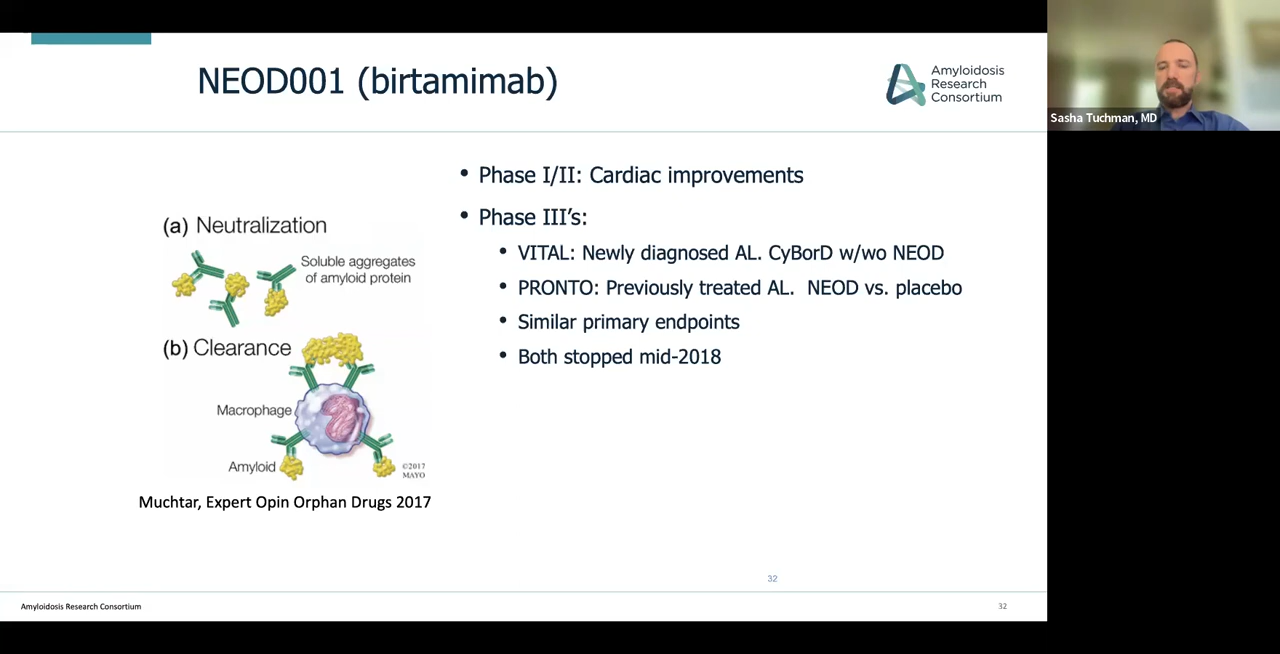 NEOD001 (birtamimab)
Amyloidosis
Research
Consortium
Sasha Tuchman, MD
• Phase I/II: Cardiac improvements
• Phase III’s:
• VITAL: Newly diagnosed AL. CyBorD w/wo NEOD
• PRONTO: Previously treated AL. NEOD vs. placebo
• Similar primary endpoints
• Both stopped mid-2018
(a) Neutralization
Soluble aggregates
of amyloid protein
(b) Clearance
Macrophage
Amyloid
©2017
MAYO
Muchtar, Expert Opin Orphan Drugs 2017
32
Amyloidosis Research Consortium
32